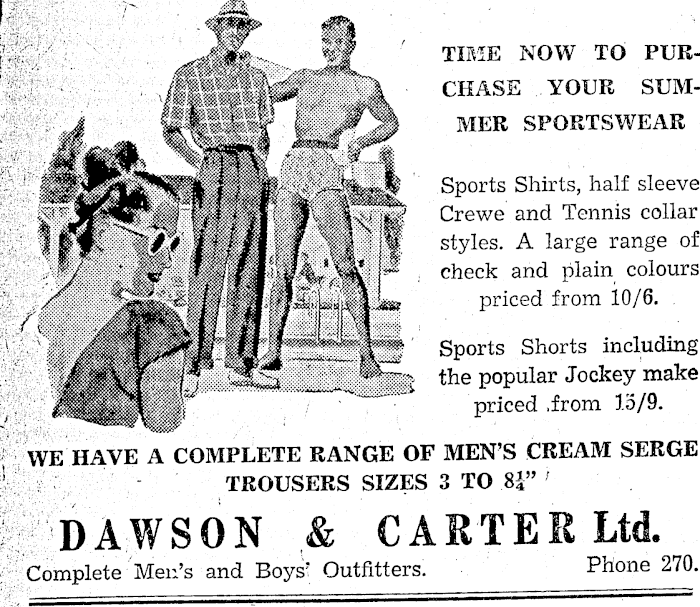 TIME NOW TO PUR-
CHASE YOUR SUM-
MER SPORTSWEAR
Sports Shirts, half sleeve
Crewe and Tennis collar
styles. A large range of
check and plain colours
priced from 10/6.
Sports Shorts including
the popular Jockey make
priced from 15/9.
WE HAVE A COMPLETE RANGE OF MEN'S CREAM SERGE
TROUSERS SIZES 3 TO 8¼”
DAWSON & CARTER Ltd.
Complete Men's and Boys' Outfitters.
Phone 270.